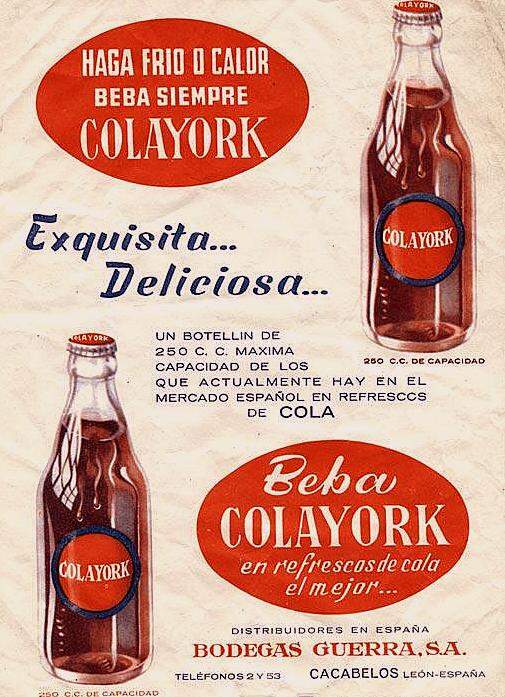 COLAYORK
HAGA FRIO O CALOR
BEBA SIEMPRE
COLAYORK
COLAYORK
Exquisita...
Deliciosa...
COLAYORK
250 C.C. DE CAPACIDAD
UN BOTELLIN DE
250 C. C. MAXIMA
CAPACIDAD DE LOS
QUE ACTUALMENTE HAY EN EL
MERCADO ESPAÑOL EN REFRESCOS
DE COLA
Beba
COLAYORK
en refrescos de cola
el mejor...
COLAYORK
DISTRIBUIDORES EN ESPAÑA
BODEGAS GUERRA, S.A.
TELÉFONOS 2 Y 53 CACABELOS LEÓN-ESPAÑA
250 C.C. DE CAPACIDAD